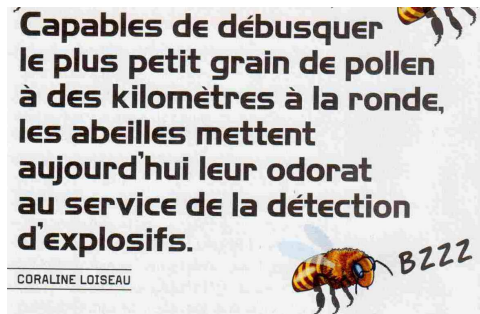 Capables de débusquer
le plus petit grain de pollen
à des kilomètres à la ronde,
les abeilles mettent
aujourd'hui leur odorat
au service de la détection
d'explosifs.
BZZZ
CORALINE LOISEAU